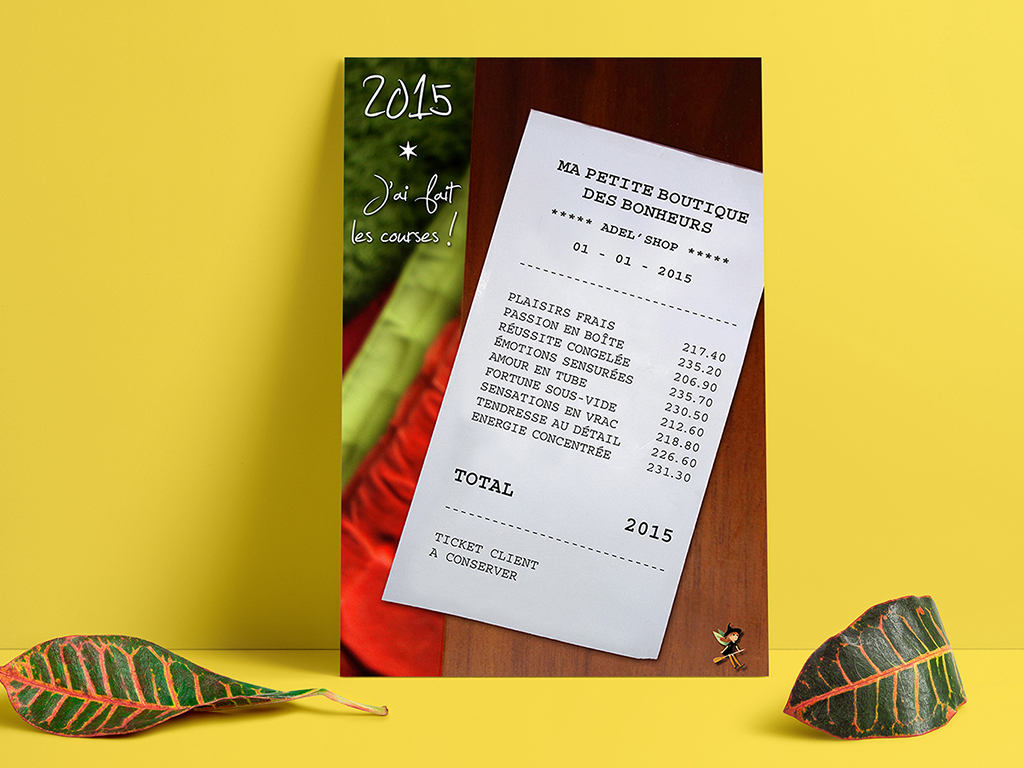 2015
J'ai fait
les courses !
MA PETITE BOUTIQUE
DES BONHEURS
***** ADEL'SHOP *****
01 - 01 - 2015
PLAISIRS FRAIS 217.40
PASSION EN BOÎTE 235.20
RÉUSSITE CONGELÉE 206.90
ÉMOTIONS SENSURÉES 235.70
AMOUR EN TUBE 230.50
FORTUNE SOUS-VIDE 212.60
SENSATIONS EN VRAC 218.80
TENDRESSE AU DÉTAIL 226.60
ENERGIE CONCENTRÉE 231.30
TOTAL 2015
TICKET CLIENT
A CONSERVER